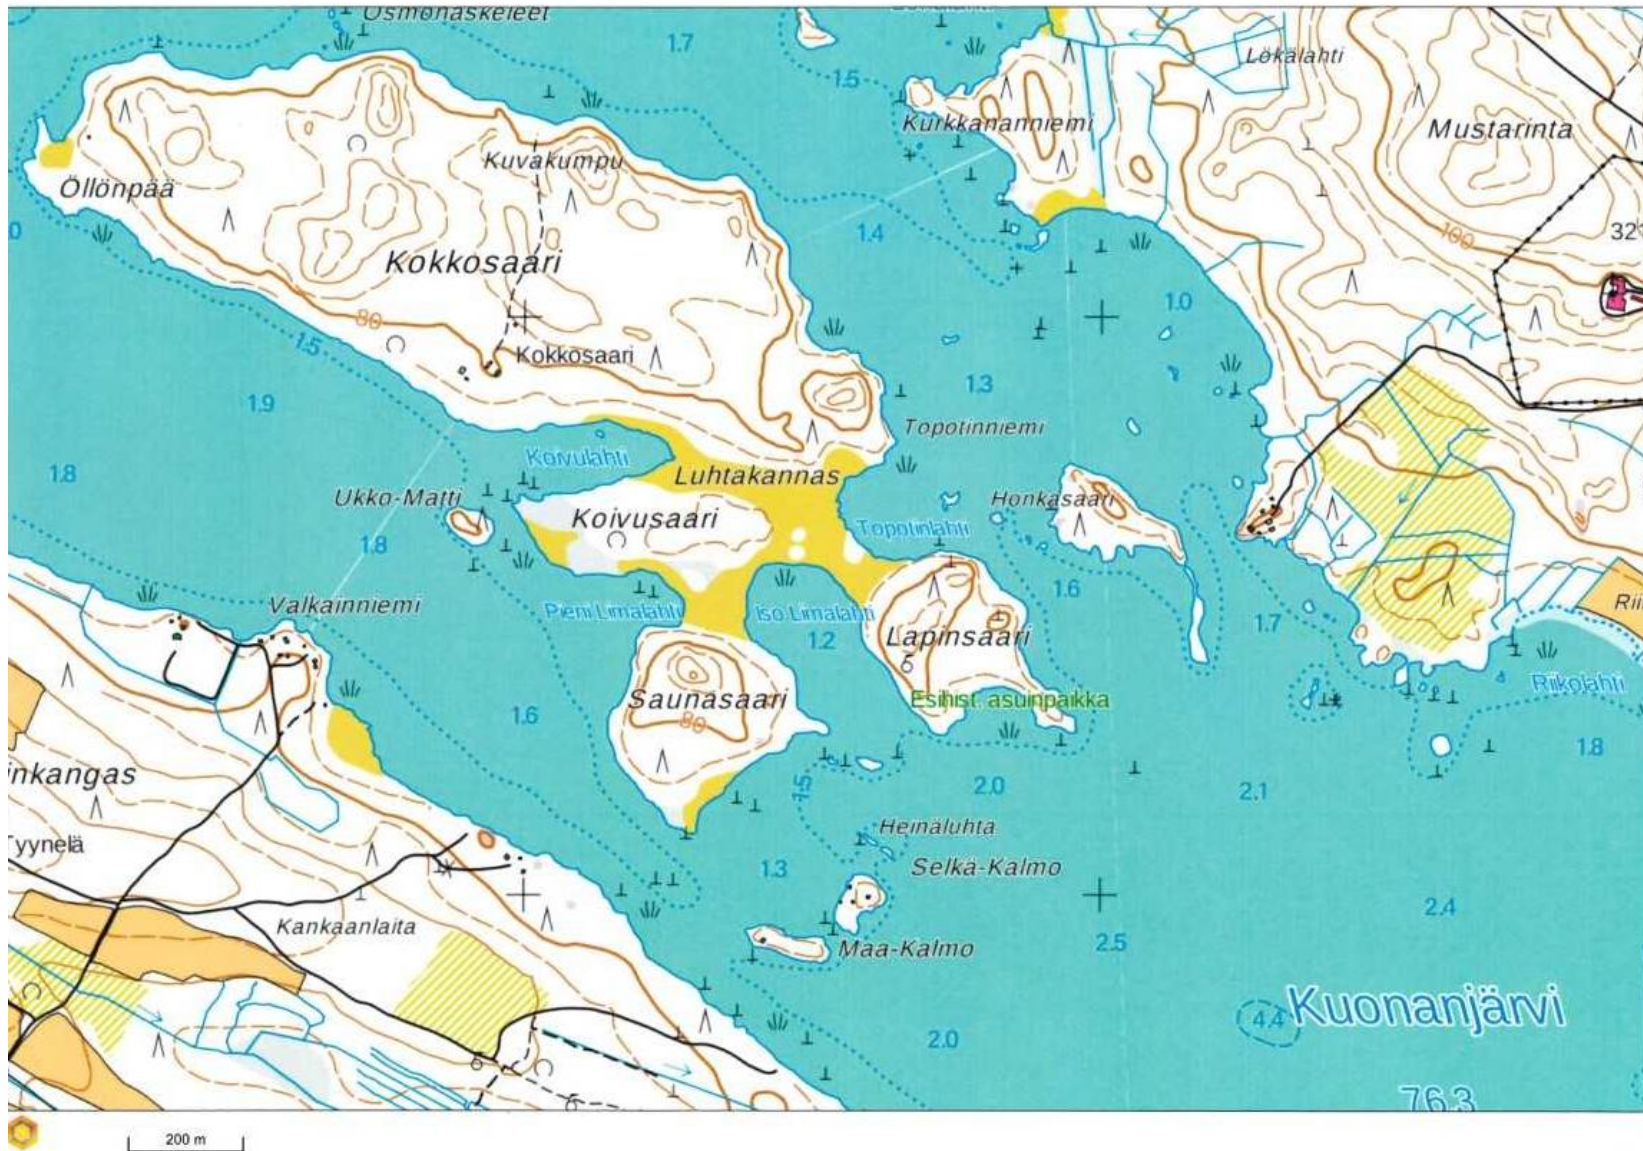 Osmonaskeleet
1.7
Lökälahti
1.5
Kurkkananniemi
Mustarinta
Kuvakumpu
Öllönpää
0
1.4
100
32
Kokkosaari
1.0
80
1.5
Kokkosaari
1.3
1.9
Topotinniemi
Koivulahti
Luhtakannas
1.8
Ukko-Matti
Honkasaari
Koivusaari
Topotinlahti
1.8
1.6
Valkainniemi
Pieni Limalahti
Iso Limalahti
Rii
1.7
1.2
Lapinsaari
Riikolahti
Saunasaari
Esihist. asuinpaikka
80
1.6
1.8
inkangas
1.5
2.0
2.1
Heinäluhta
yynelä
1.3
Selkä-Kalmo
2.4
Kankaanlaita
2.5
Maa-Kalmo
Kuonanjärvi
4.4
2.0
76.3
200 m